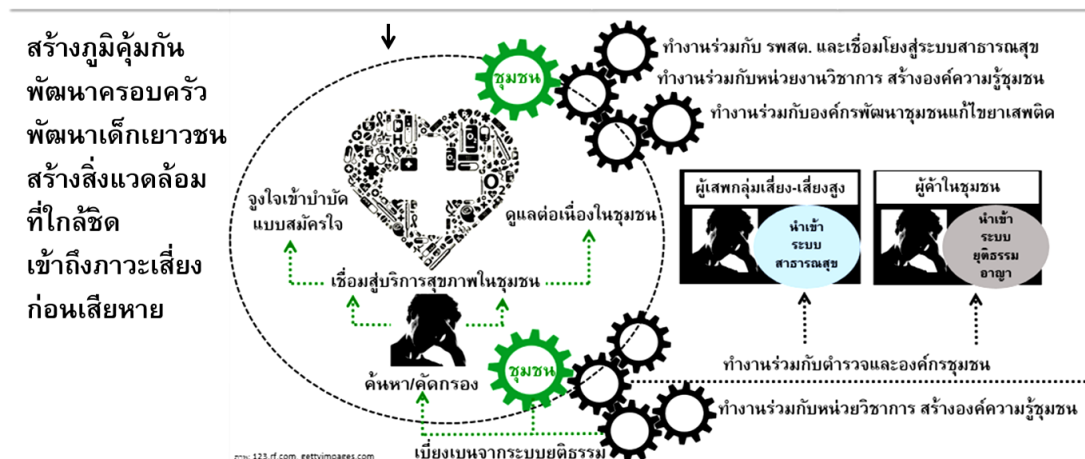 สร้างภูมิคุ้มกัน
พัฒนาครอบครัว
พัฒนาเด็กเยาวชน
สร้างสิ่งแวดล้อม
ที่ใกล้ชิด
เข้าถึงภาวะเสี่ยง
ก่อนเสียหาย
ชุมชน
ทำงานร่วมกับ รพสต. และเชื่อมโยงสู่ระบบสาธารณสุข
ทำงานร่วมกับหน่วยงานวิชาการ สร้างองค์ความรู้ชุมชน
ทำงานร่วมกับองค์กรพัฒนาชุมชนแก้ไขยาเสพติด
จูงใจเข้าบำบัด
แบบสมัครใจ
ดูแลต่อเนื่องในชุมชน
เชื่อมสู่บริการสุขภาพในชุมชน
ค้นหา/คัดกรอง
ผู้เสพกลุ่มเสี่ยง-เสี่ยงสูง
นำเข้า
ระบบ
สาธารณสุข
ผู้ค้าในชุมชน
นำเข้า
ระบบ
ยุติธรรม
อาญา
ชุมชน
ทำงานร่วมกับตำรวจและองค์กรชุมชน
ทำงานร่วมกับหน่วยวิชาการ สร้างองค์ความรู้ชุมชน
เบี่ยงเบนจากระบบยุติธรรม
ภาพ: 123.rf.com, gettyimpages.com